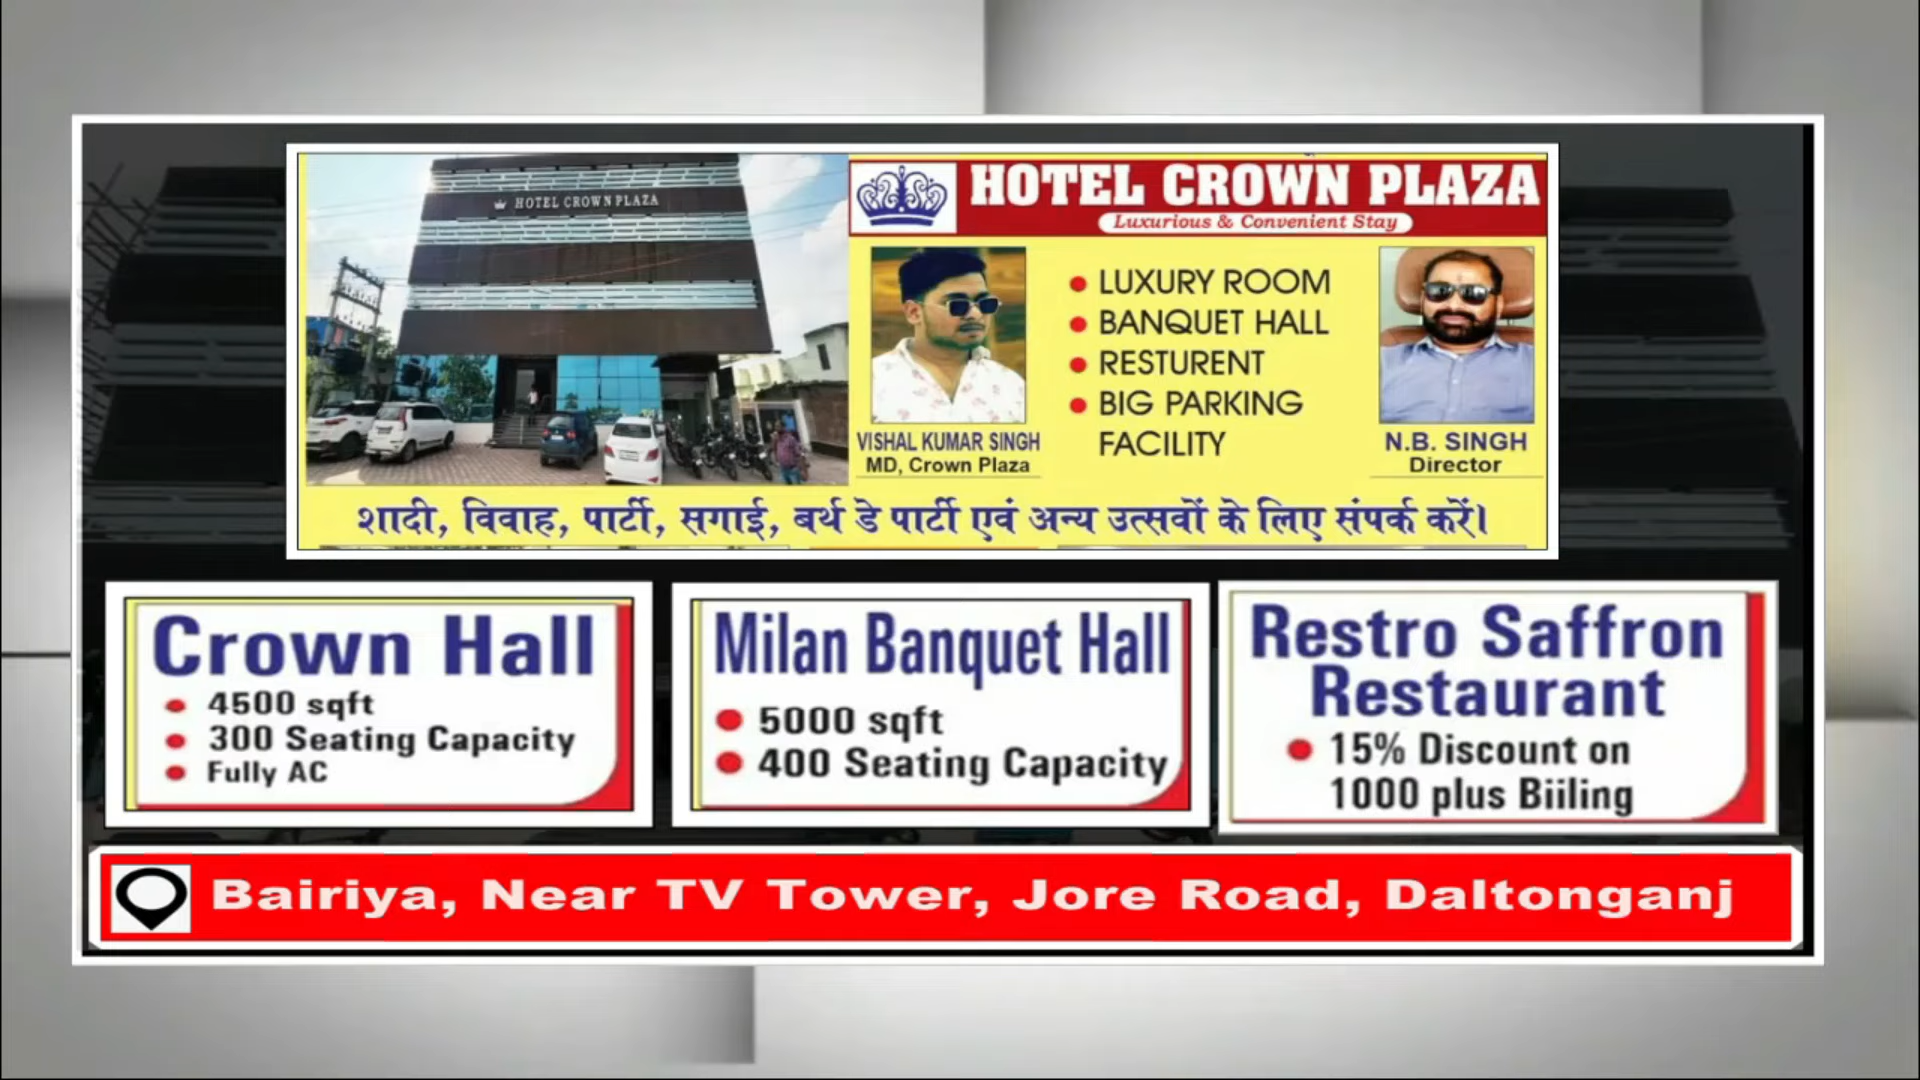 HOTEL CROWN PLAZA
HOTEL CROWN PLAZA
Luxurious & Convenient Stay
LUXURY ROOM
BANQUET HALL
RESTURENT
BIG PARKING
FACILITY
VISHAL KUMAR SINGH
MD, Crown Plaza
N.B. SINGH
Director
शादी, विवाह, पार्टी, सगाई, बर्थ डे पार्टी एवं अन्य उत्सवों के लिए संपर्क करें।
Crown Hall
4500 sqft
300 Seating Capacity
Fully AC
Milan Banquet Hall
5000 sqft
400 Seating Capacity
Restro Saffron
Restaurant
15% Discount on
1000 plus Biiling
Bairiya, Near TV Tower, Jore Road, Daltonganj